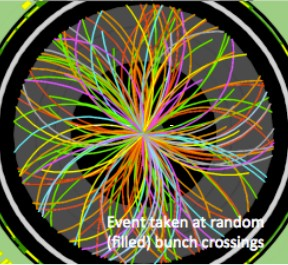 Event taken at random
(filled) bunch crossings